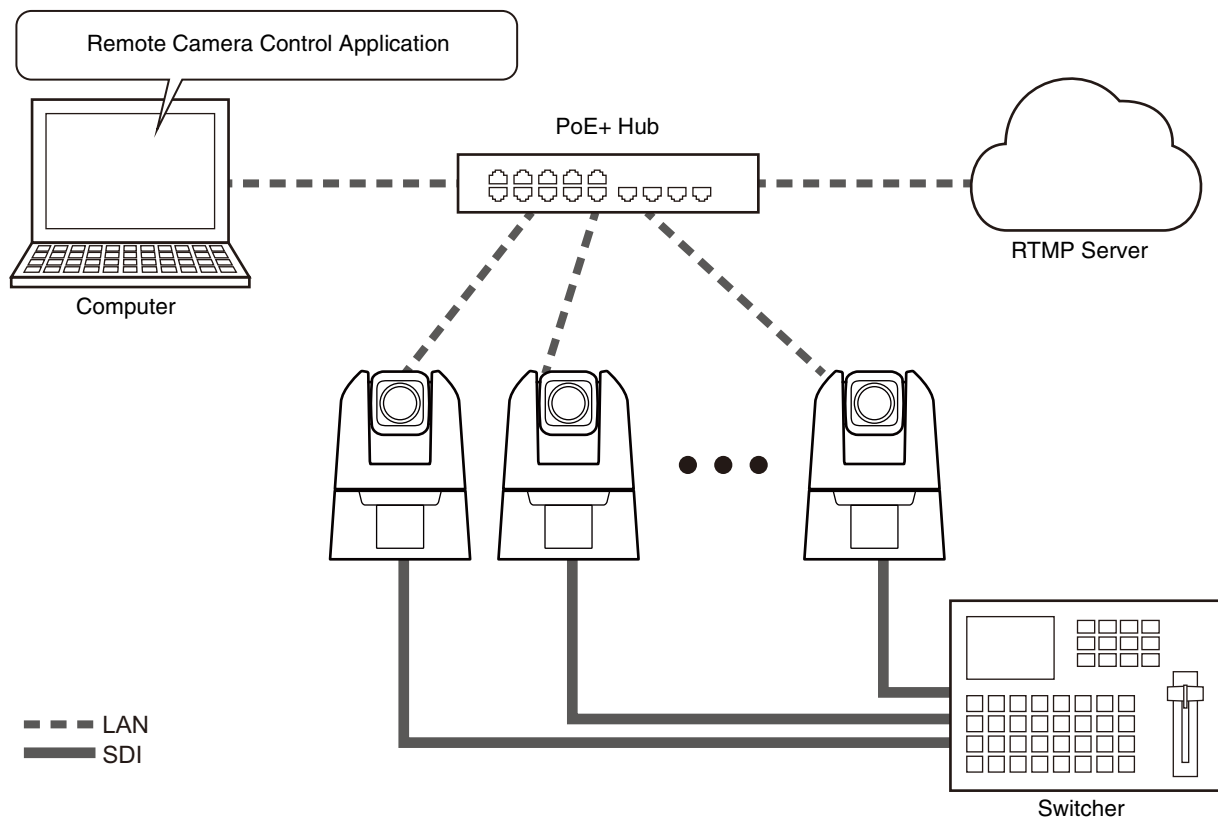 Remote Camera Control Application
PoE+ Hub
RTMP Server
Computer
LAN
SDI
Switcher